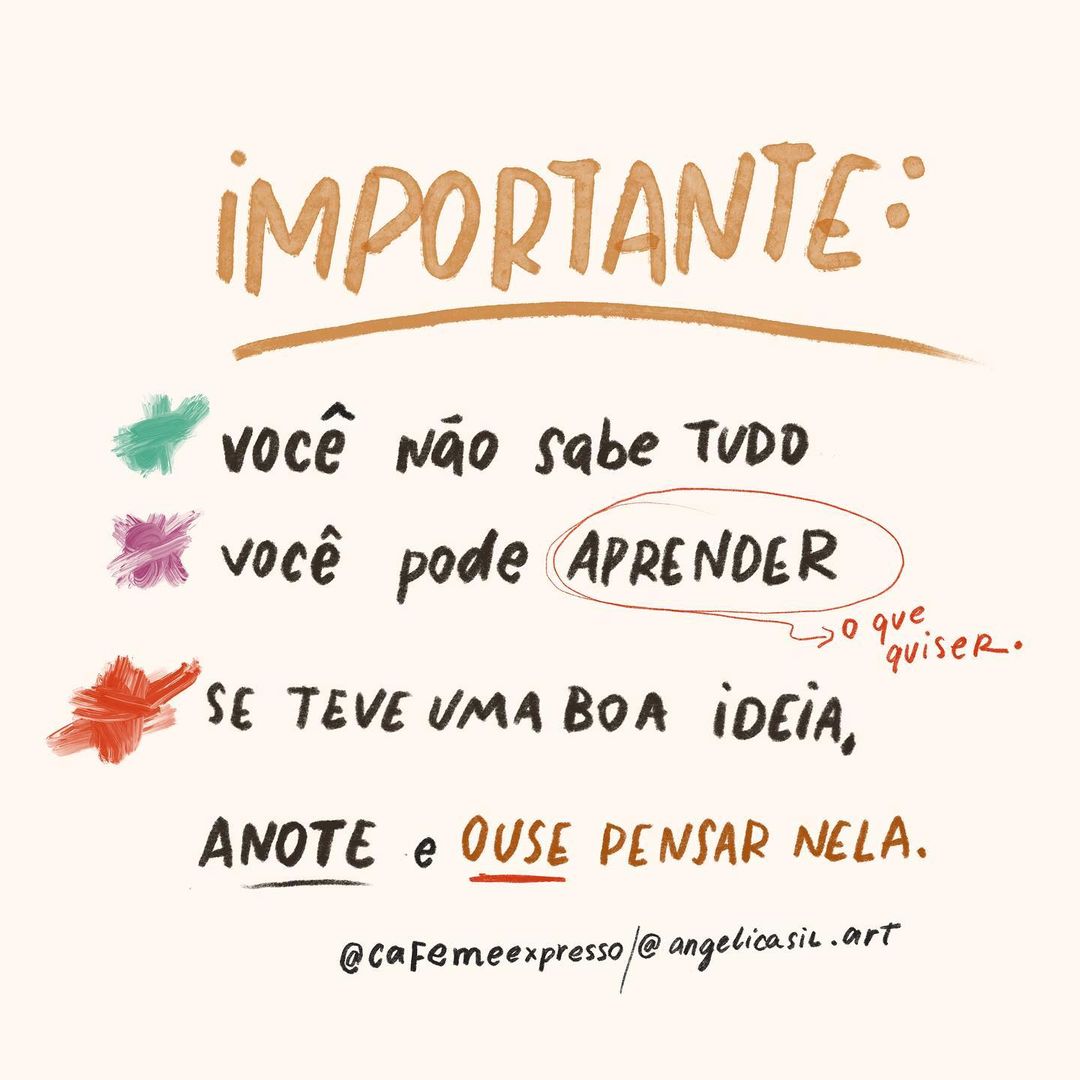 iMPORTANTE:
VOCÊ NÃO Sabe TUDO
você pode APRENDER
o que
quiser.
SE TEVE UMA BOA iDEiA,
ANOTE e OUSE PENSAR NELA.
@cafemeexpresso/@angelicasil.art